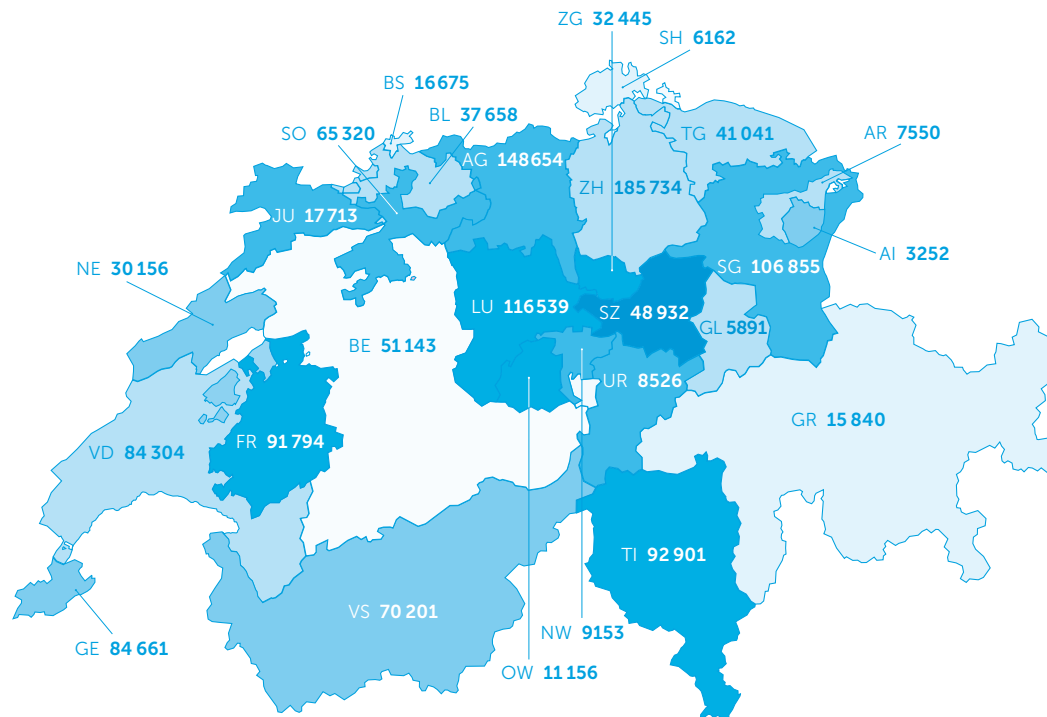 ZG 32 445
SH 6162
BS 16 675
BL 37 658
SO 65 320
AG 148 654
TG 41 041
AR 7550
ZH 185 734
JU 17 713
AI 3252
NE 30 156
SG 106 855
LU 116 539
SZ 48 932
GL 5891
BE 51 143
UR 8526
GR 15 840
FR 91 794
VD 84 304
TI 92 901
VS 70 201
NW 9153
GE 84 661
OW 11 156